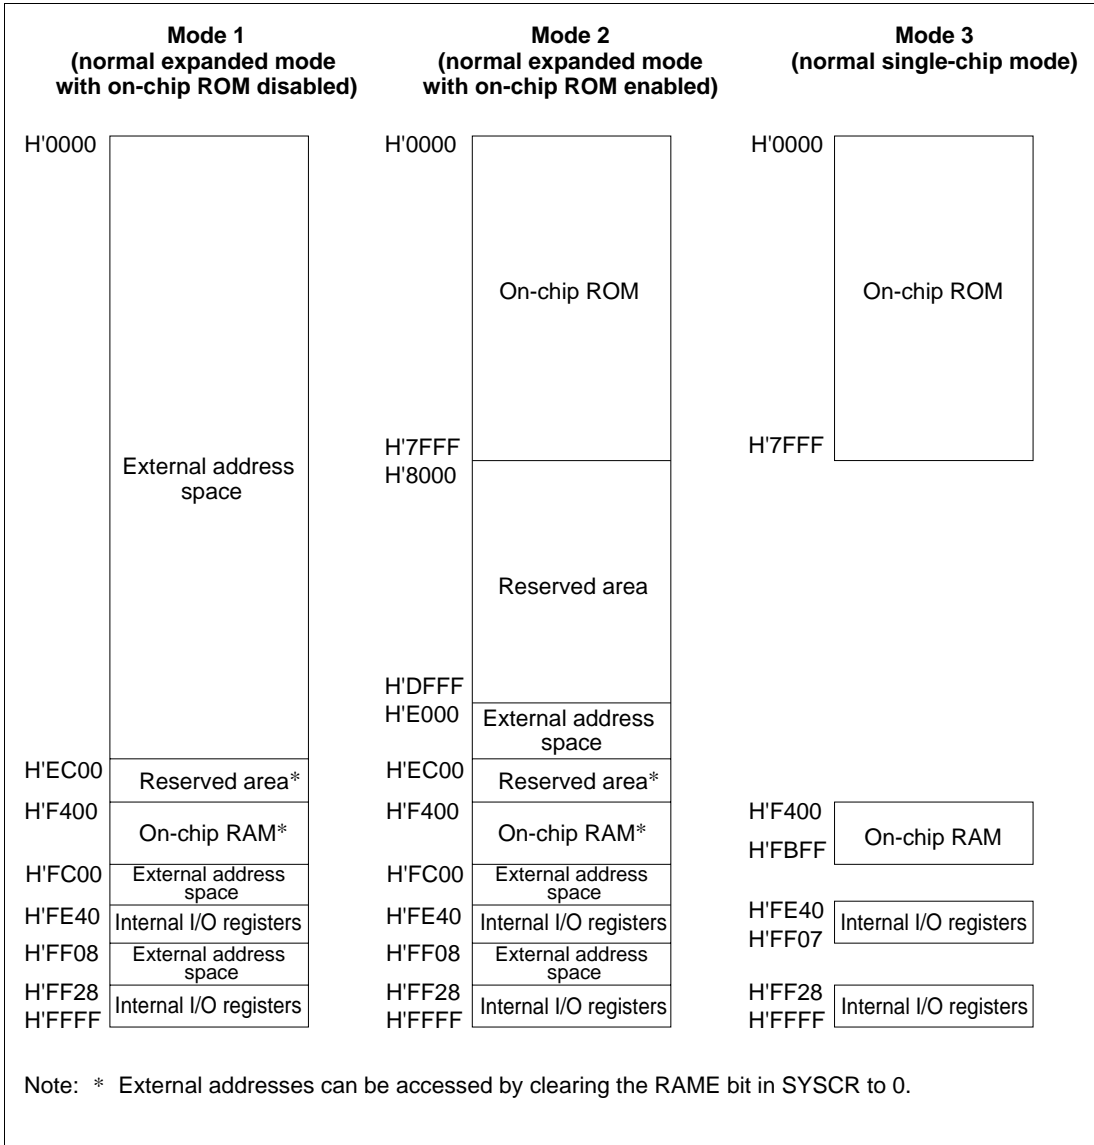 Mode 1
(normal expanded mode
with on-chip ROM disabled)
H'0000
External address
space
H'EC00
Reserved area*
H'F400
On-chip RAM*
H'FC00
External address
space
H'FE40
Internal I/O registers
H'FF08
External address
space
H'FF28
Internal I/O registers
H'FFFF
Mode 2
(normal expanded mode
with on-chip ROM enabled)
H'0000
On-chip ROM
H'7FFF
H'8000
Reserved area
H'DFFF
H'E000
External address
space
H'EC00
Reserved area*
H'F400
On-chip RAM*
H'FC00
External address
space
H'FE40
Internal I/O registers
H'FF08
External address
space
H'FF28
Internal I/O registers
H'FFFF
Mode 3
(normal single-chip mode)
H'0000
On-chip ROM
H'7FFF
H'F400
On-chip RAM
H'FBFF
H'FE40
Internal I/O registers
H'FF07
H'FF28
Internal I/O registers
H'FFFF
Note: * External addresses can be accessed by clearing the RAME bit in SYSCR to 0.